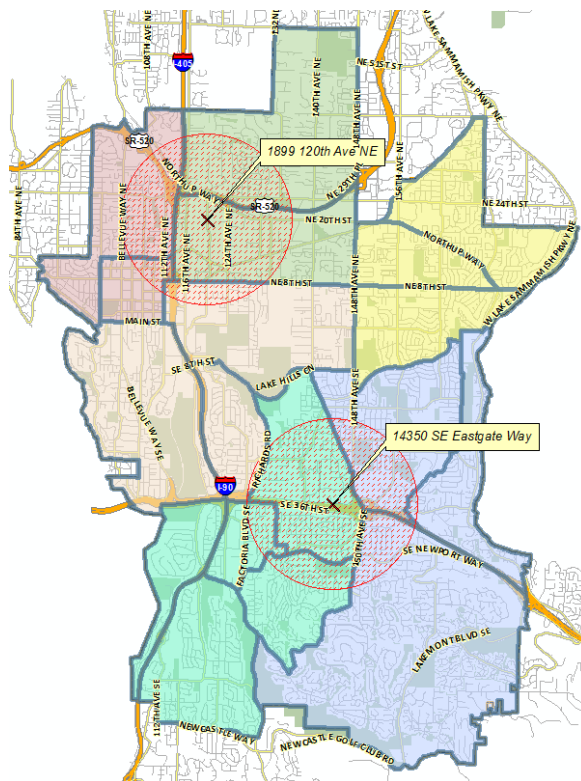 132ND
108TH AVE NE
I-405
140TH AVE NE
NE 51ST ST
W LAKE SAMMAMISH PKWY NE
148TH AVE NE
SR-520
1899 120th Ave NE
NORTHUP WAY
NE 29TH PL
156TH AVE NE
84TH AVE NE
BELLEVUE WAY NE
SR-520
NE 20TH ST
NE 24TH ST
112TH AVE NE
116TH AVE NE
124TH AVE NE
NORTHUP WAY
NE 8TH ST
NE 8TH ST
W LAKE SAMMAMISH PKWY NE
MAIN ST
148TH AVE SE
SE 8TH ST
LAKE HILLS CN
BELLEVUE WAY SE
RICHARDS RD
14350 SE Eastgate Way
I-90
SE 36TH ST
FACTORIA BLVD SE
150TH AVE SE
SE NEWPORT WAY
LAKEMONT BLVD SE
112TH AVE SE
NEWCASTLE WAY
NEWCASTLE GOLF CLUB RD